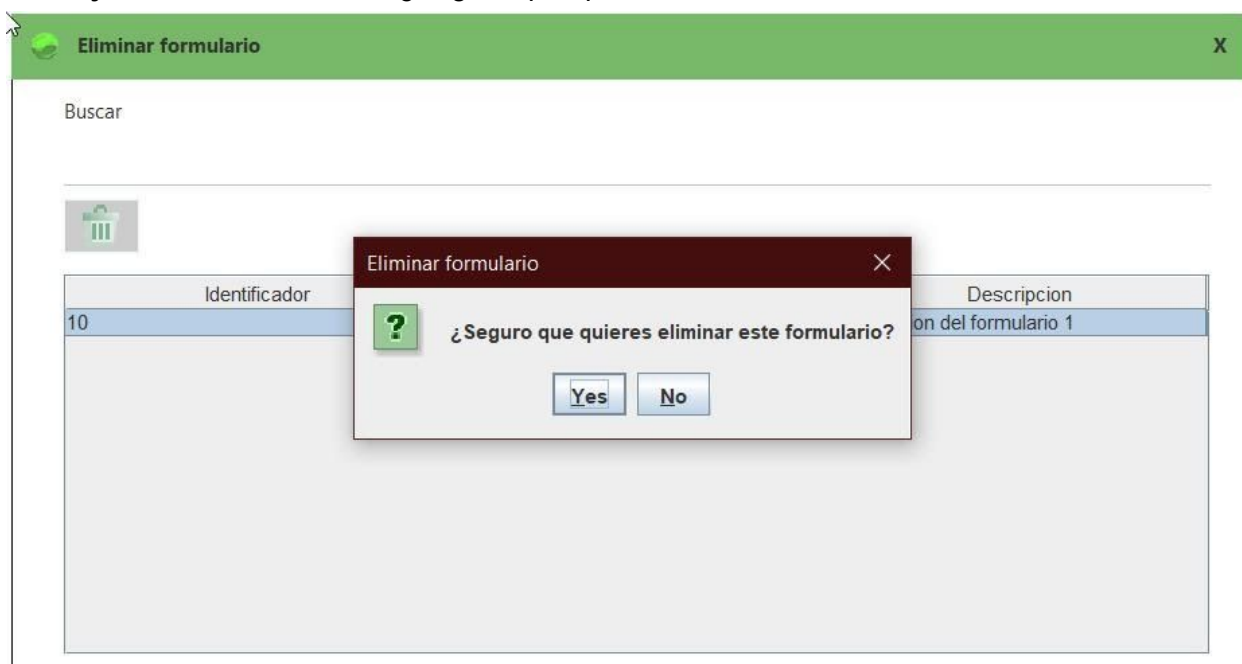 Eliminar formulario X
Buscar
Eliminar formulario
Identificador Descripcion
10 on del formulario 1
? ¿Seguro que quieres eliminar este formulario?
Yes No